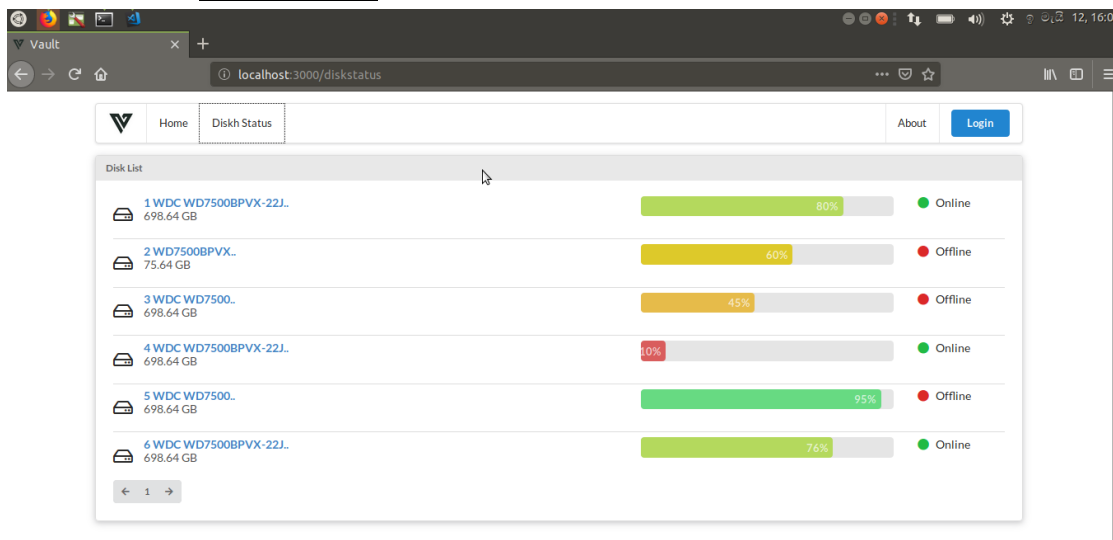 Vault
localhost:3000/diskstatus
Home Diskh Status About Login
Disk List
1 WDC WD7500BPVX-22J..
698.64 GB
80%
Online
2 WD7500BPVX..
75.64 GB
60%
Offline
3 WDC WD7500..
698.64 GB
45%
Offline
4 WDC WD7500BPVX-22J..
698.64 GB
10%
Online
5 WDC WD7500..
698.64 GB
95%
Offline
6 WDC WD7500BPVX-22J..
698.64 GB
76%
Online
1